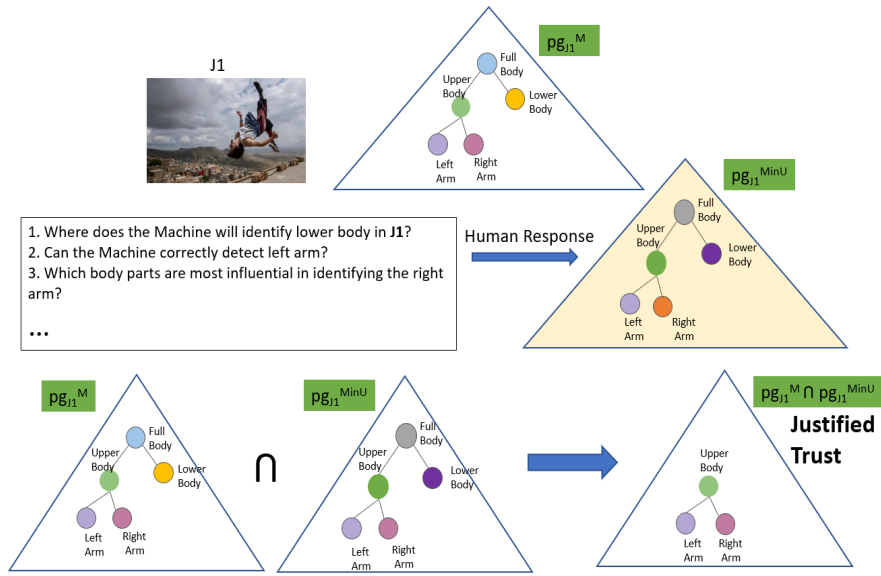 J1
pgJ1M
Full
Body
Upper
Body
Lower
Body
Left
Arm
Right
Arm
1. Where does the Machine will identify lower body in J1?
2. Can the Machine correctly detect left arm?
3. Which body parts are most influential in identifying the right
arm?
...
Human Response
pgJ1MinU
Full
Body
Upper
Body
Lower
Body
Left
Arm
Right
Arm
pgJ1M
Full
Body
Upper
Body
Lower
Body
Left
Arm
Right
Arm
∩
pgJ1MinU
Full
Body
Upper
Body
Lower
Body
Left
Arm
Right
Arm
pgJ1M ∩ pgJ1MinU
Justified
Trust
Upper
Body
Left
Arm
Right
Arm